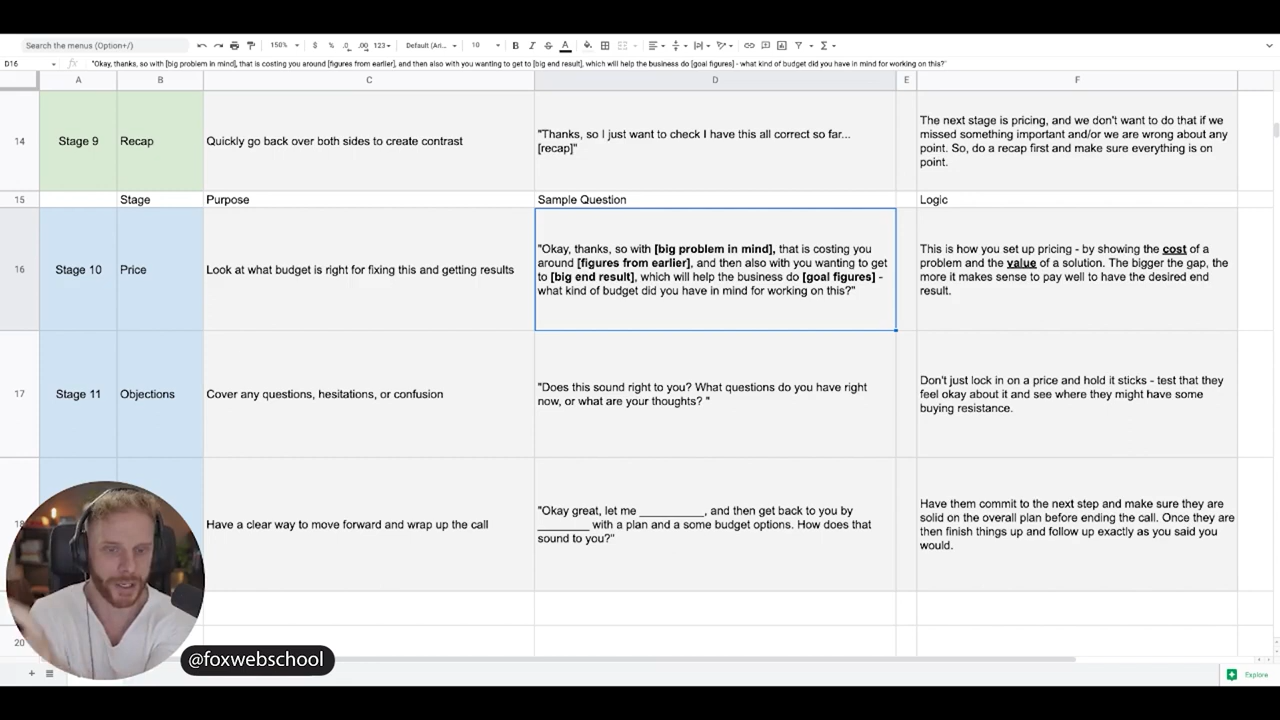 Search the menus (Option+/)
150%
$ % .0 .00 123
Default (Ari...
10
B I S A
D16
fx
"Okay, thanks, so with [big problem in mind], that is costing you around [figures from earlier], and then also with you wanting to get to [big end result], which will help the business do [goal figures] - what kind of budget did you have in mind for working on this?"
A B C D E F
14
Stage 9
Recap
Quickly go back over both sides to create contrast
"Thanks, so I just want to check I have this all correct so far...
[recap]"
The next stage is pricing, and we don't want to do that if we
missed something important and/or we are wrong about any
point. So, do a recap first and make sure everything is on
point.
15
Stage
Purpose
Sample Question
Logic
16
Stage 10
Price
Look at what budget is right for fixing this and getting results
"Okay, thanks, so with [big problem in mind], that is costing you
around [figures from earlier], and then also with you wanting to get
to [big end result], which will help the business do [goal figures] -
what kind of budget did you have in mind for working on this?"
This is how you set up pricing - by showing the cost of a
problem and the value of a solution. The bigger the gap, the
more it makes sense to pay well to have the desired end
result.
17
Stage 11
Objections
Cover any questions, hesitations, or confusion
"Does this sound right to you? What questions do you have right
now, or what are your thoughts? "
Don't just lock in on a price and hold it sticks - test that they
feel okay about it and see where they might have some
buying resistance.
Have a clear way to move forward and wrap up the call
"Okay great, let me __________, and then get back to you by
________ with a plan and a some budget options. How does that
sound to you?"
Have them commit to the next step and make sure they are
solid on the overall plan before ending the call. Once they are
then finish things up and follow up exactly as you said you
would.
20
@foxwebschool
Explore